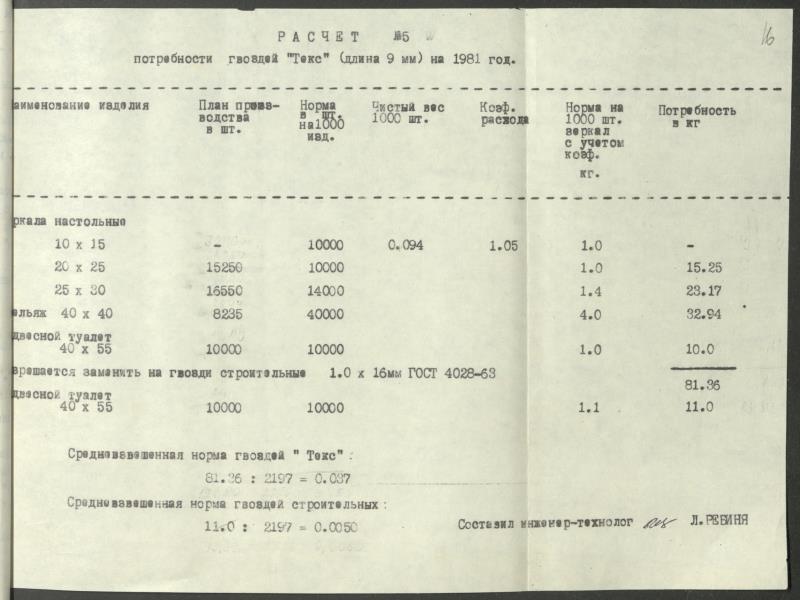 16
РАСЧЕТ №5
потребности гвоздей "Текс" (длина 9 мм) на 1981 год.
аименование изделия План произ- Норма Чистый вес Коэф. Норма на Потребность
водства в шт. 1000 шт. расхода 1000 шт. в кг
в шт. на1000 зеркал
изд. с учетом
коэф.
кг.
ркала настольные
10 х 15 - 10000 0.094 1.05 1.0 -
20 х 25 15250 10000 1.0 15.25
25 х 30 16550 14000 1.4 23.17
ельяж 40 х 40 8235 40000 4.0 32.94
двесной туалет
40 х 55 10000 10000 1.0 10.0
зрешается заменить на гвозди строительные 1.0 х 16мм ГОСТ 4028-63
81.36
двесной туалет
40 х 55 10000 10000 1.1 11.0
Средневзвешенная норма гвоздей " Текс":
81.36 : 2197 = 0.037
Средневзвешенная норма гвоздей строительных:
11.0 : 2197 = 0.0050
Составил инженер-технолог Л.РЕБИНЯ